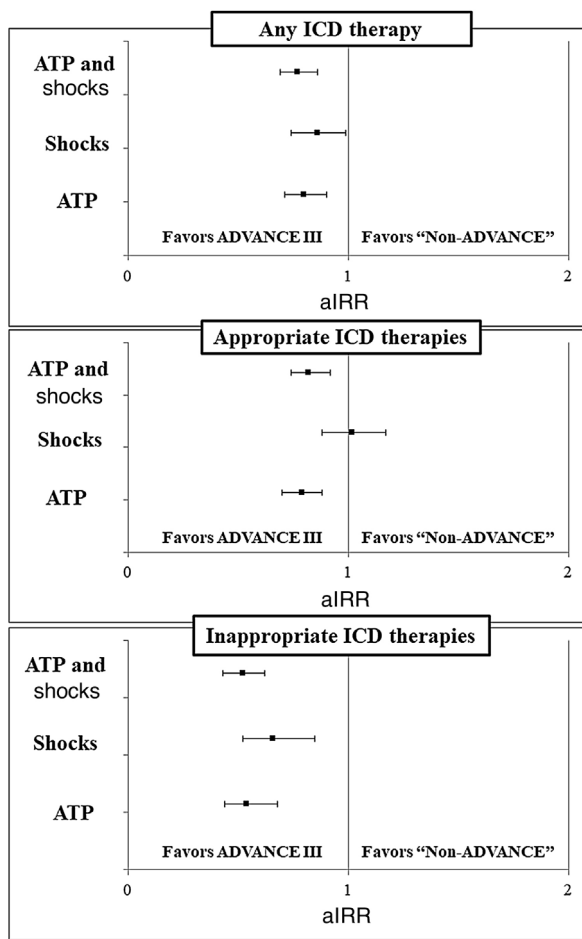 Any ICD therapy
ATP and
shocks
Shocks
ATP
Favors ADVANCE III
Favors “Non-ADVANCE”
0
1
2
aIRR
Appropriate ICD therapies
ATP and
shocks
Shocks
ATP
Favors ADVANCE III
Favors “Non-ADVANCE”
0
1
2
aIRR
Inappropriate ICD therapies
ATP and
shocks
Shocks
ATP
Favors ADVANCE III
Favors “Non-ADVANCE”
0
1
2
aIRR